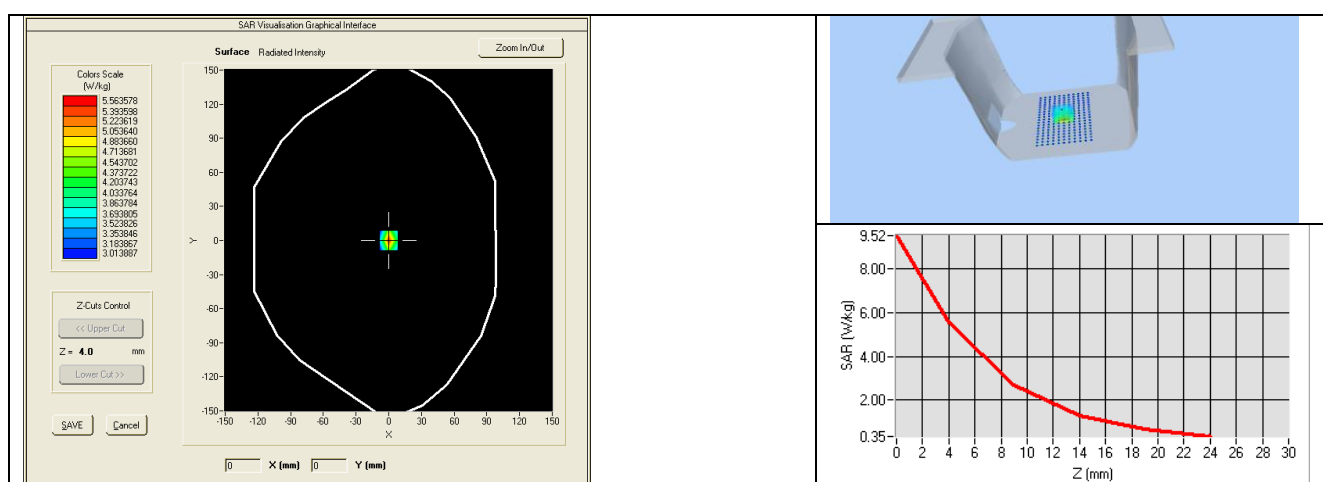 SAR Visualisation Graphical Interface
Surface Radiated Intensity
Zoom In/Out
Colors Scale
(W/kg)
5.563578
5.393598
5.223619
5.053640
4.883660
4.713681
4.543702
4.373722
4.203743
4.033764
3.863784
3.693805
3.523826
3.353846
3.183867
3.013887
Z-Cuts Control
<< Upper Cut
Z = 4.0 mm
Lower Cut >>
SAVE Cancel
150
120
90
60
30
0
-30
-60
-90
-120
-150
Y
-150 -120 -90 -60 -30 0 30 60 90 120 150
X
0 X (mm) 0 Y (mm)
9.52
8.00
6.00
4.00
2.00
0.35
SAR (W/kg)
0 2 4 6 8 10 12 14 16 18 20 22 24 26 28 30
Z (mm)